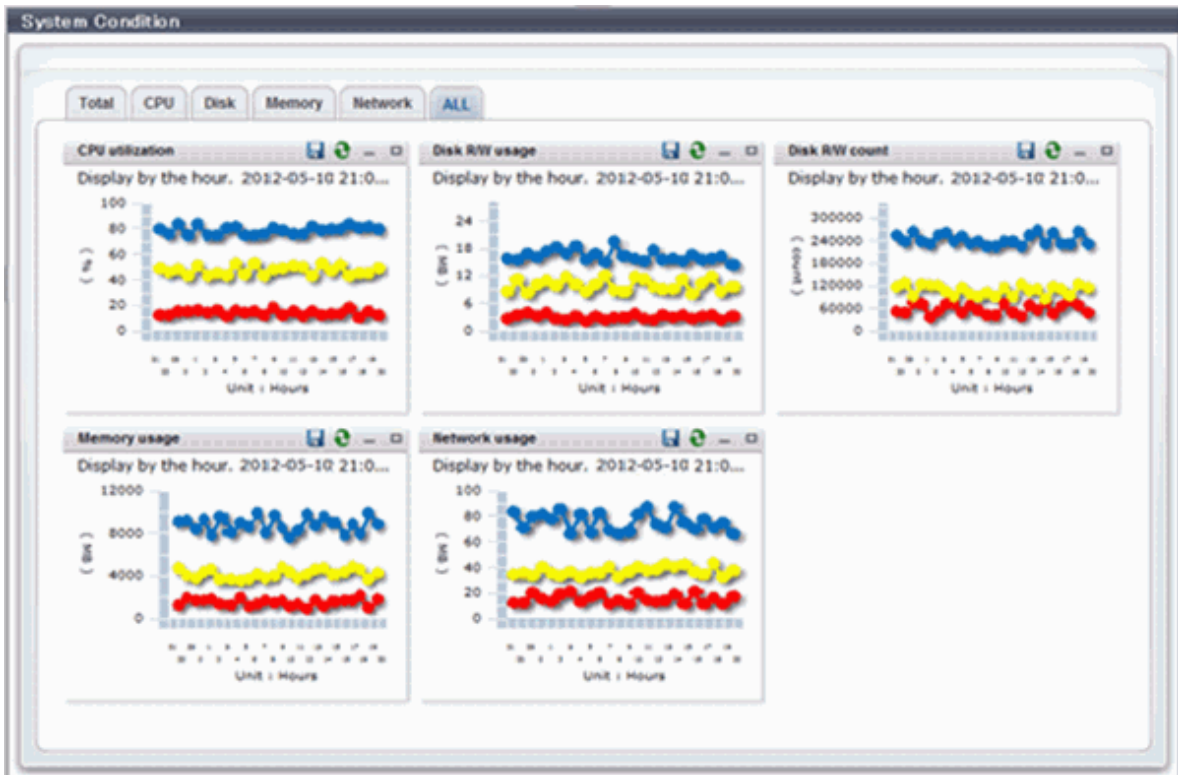 System Condition
Total CPU Disk Memory Network ALL
CPU utilization
Display by the hour. 2012-05-10 21:0...
100
80
60
40
20
0
( % )
Unit : Hours
Disk R/W usage
Display by the hour. 2012-05-10 21:0...
24
18
12
6
0
( MB )
Unit : Hours
Disk R/W count
Display by the hour. 2012-05-10 21:0...
300000
240000
180000
120000
60000
0
( count )
Unit : Hours
Memory usage
Display by the hour. 2012-05-10 21:0...
12000
8000
4000
0
( MB )
Unit : Hours
Network usage
Display by the hour. 2012-05-10 21:0...
100
80
60
40
20
0
( MB )
Unit : Hours